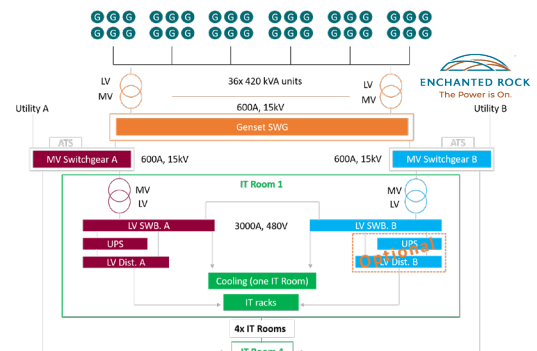 G G G G G G G G G G G G G G G G G G
G G G G G G G G G G G G G G G G G G
LV
MV
36x 420 kVA units
LV
MV
ENCHANTED ROCK
The Power is On.
600A, 15kV
Utility A
Utility B
Genset SWG
ATS
ATS
MV Switchgear A
600A, 15kV
600A, 15kV
MV Switchgear B
IT Room 1
MV
LV
MV
LV
LV SWB. A
3000A, 480V
LV SWB. B
UPS
UPS
Optional
LV Dist. A
LV Dist. B
Cooling (one IT Room)
IT racks
4x IT Rooms
IT Room 4